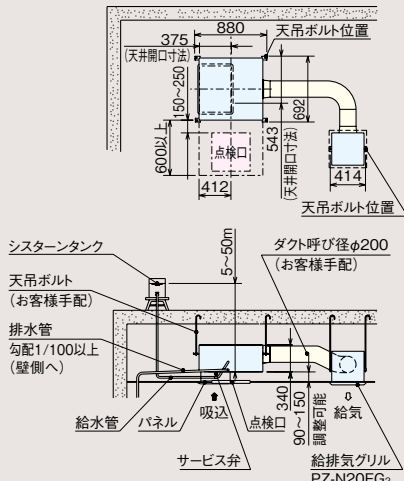 880
天吊ボルト位置
375
(天井開口寸法)
150~250
600以上
点検口
412
692
543
(天井開口寸法)
414
天吊ボルト位置
シスターンタンク
5~50m
ダクト呼び径φ200
(お客様手配)
天吊ボルト
(お客様手配)
排水管
勾配1/100以上
(壁側へ)
給水管
パネル
吸込
点検口
340
90~150
調整可能
給気
サービス弁
給排気グリル
PZ-N20FG₂